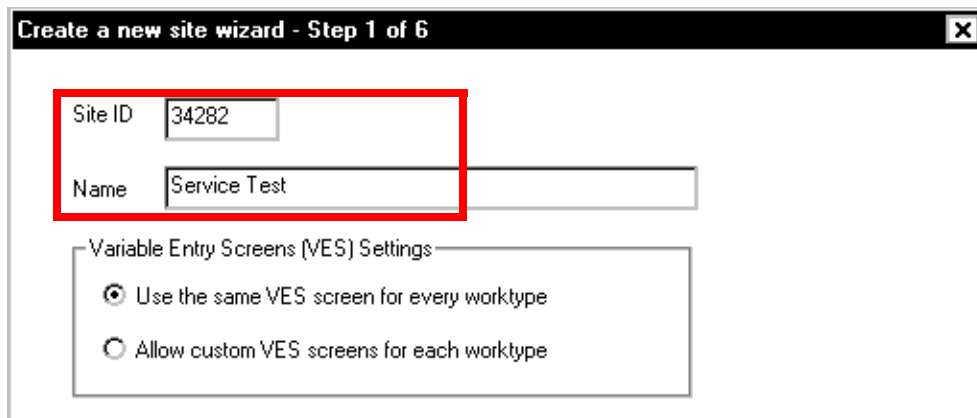 Create a new site wizard - Step 1 of 6
Site ID 34282
Name Service Test
Variable Entry Screens (VES) Settings
Use the same VES screen for every worktype
Allow custom VES screens for each worktype